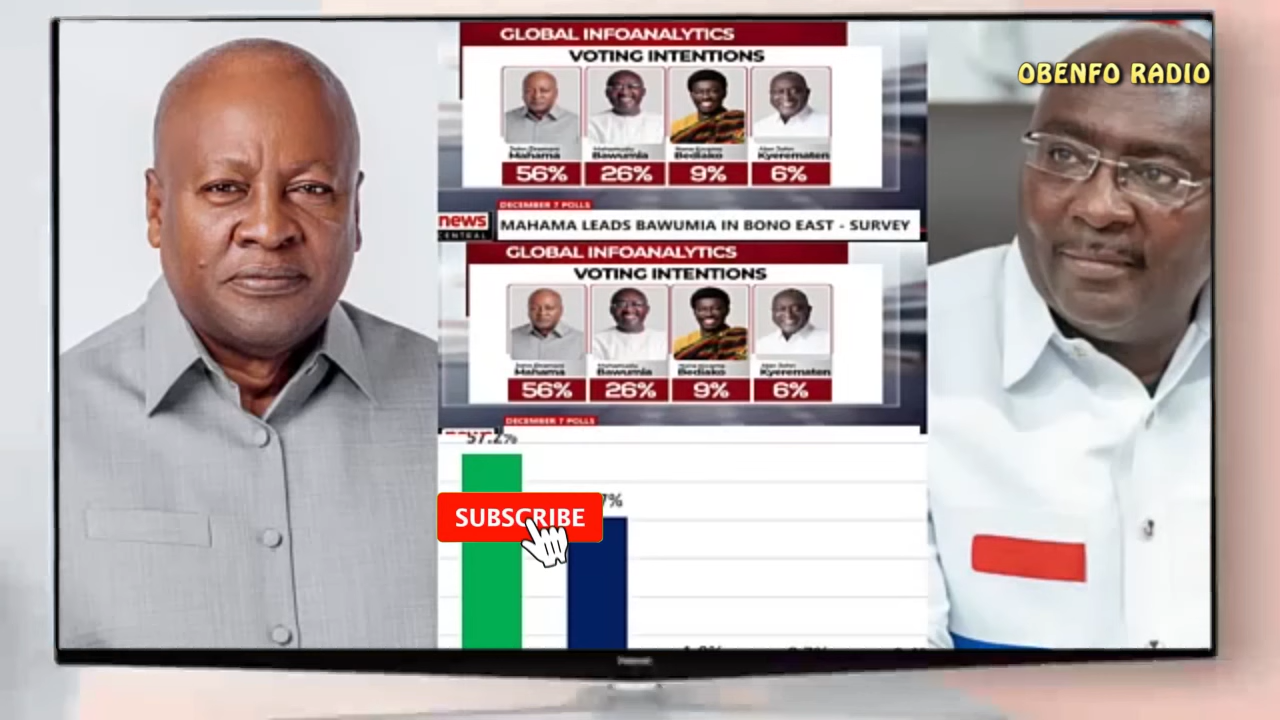 OBENFO RADIO
GLOBAL INFOANALYTICS
VOTING INTENTIONS
Mahama Bawumia Bediako Kyerematen
56% 26% 9% 6%
DECEMBER 7 POLLS
news
CENTRAL
MAHAMA LEADS BAWUMIA IN BONO EAST - SURVEY
GLOBAL INFOANALYTICS
VOTING INTENTIONS
Mahama Bawumia Bediako Kyerematen
56% 26% 9% 6%
DECEMBER 7 POLLS
57.2%
7%
SUBSCRIBE